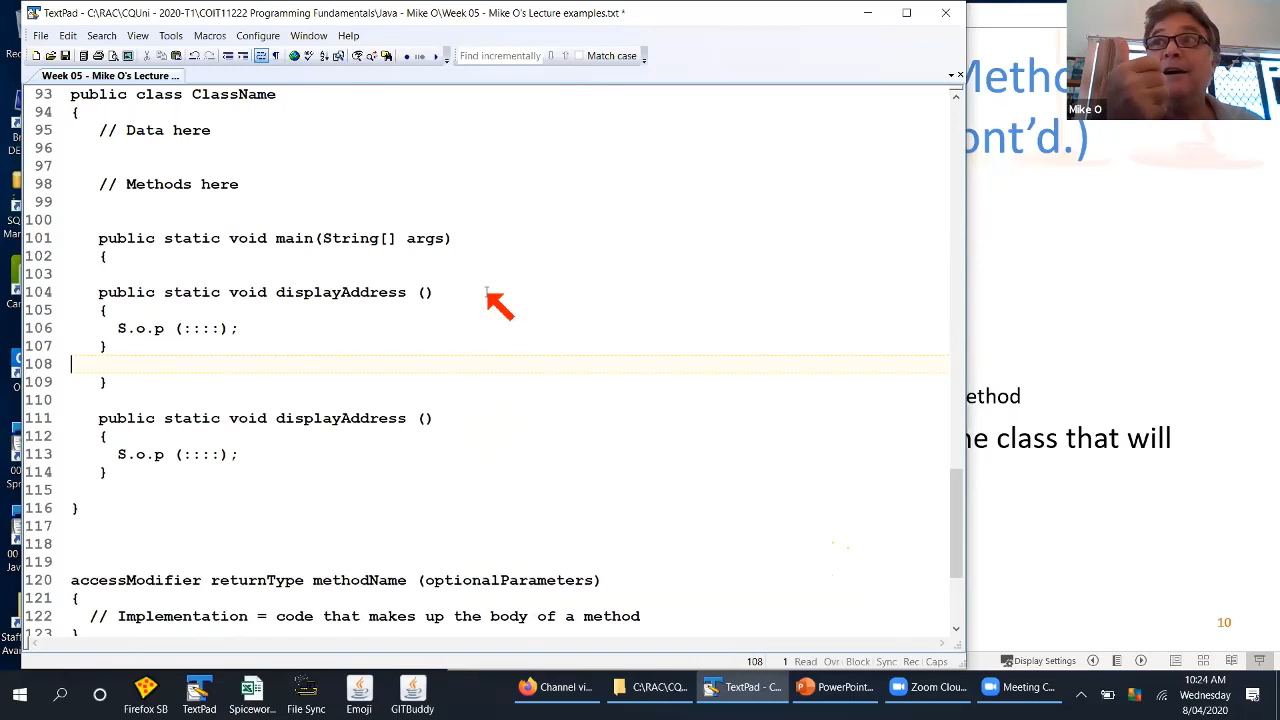 TextPad - C:\RAC\CQUni - 2020-T1\COIT11222 Programming Fundamentals\Java - Mike O\Week 05 - Mike O's Lecture examples.txt *
File Edit Search View Tools Macros Configure Window Help
Find incrementally Match case
Week 05 - Mike O's Lecture ...
93 public class ClassName
94 {
95 // Data here
96
97
98 // Methods here
99
100
101 public static void main(String[] args)
102 {
103
104 public static void displayAddress ()
105 {
106 S.o.p (::::);
107 }
108
109 }
110
111 public static void displayAddress ()
112 {
113 S.o.p (::::);
114 }
115
116 }
117
118
119
120 accessModifier returnType methodName (optionalParameters)
121 {
122 // Implementation = code that makes up the body of a method
123 }
108 1 Read Ovr Block Sync Rec Caps
Mike O
Metho
ont'd.)
ethod
ne class that will
10
Display Settings
Firefox SB
TextPad
Spicewor...
File Sync
Emoji
GITBuddy
Channel vi...
C:\RAC\CQ...
TextPad - C...
PowerPoint...
Zoom Clou...
Meeting C...
10:24 AM
Wednesday
8/04/2020